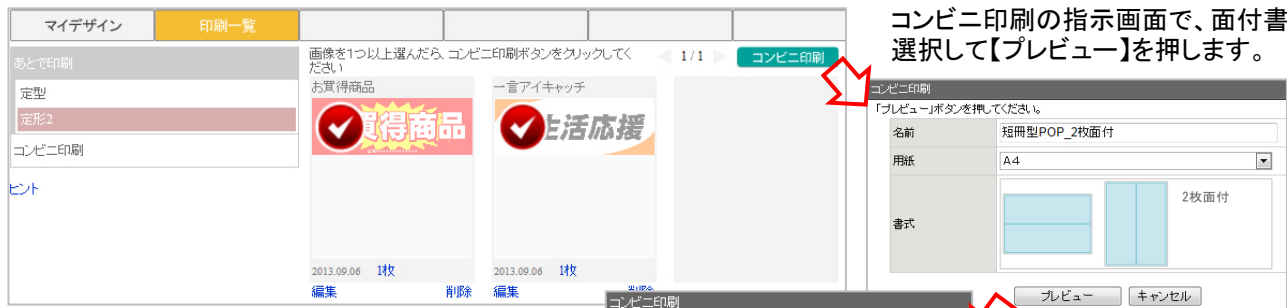 マイデザイン
印刷一覧
あとで印刷
定型
定形2
コンビニ印刷
ヒント
画像を1つ以上選んだら、コンビニ印刷ボタンをクリックしてく
ださい
1/1
コンビニ印刷
お買得商品
一言アイキャッチ
買得商品
生活応援
2013.09.06 1枚
2013.09.06 1枚
編集 削除
編集 削除
コンビニ印刷
コンビニ印刷の指示画面で、面付書
選択して【プレビュー】を押します。
コンビニ印刷
「プレビュー」ボタンを押してください。
名前 短冊型POP_2枚面付
用紙 A4
書式 2枚面付
プレビュー キャンセル